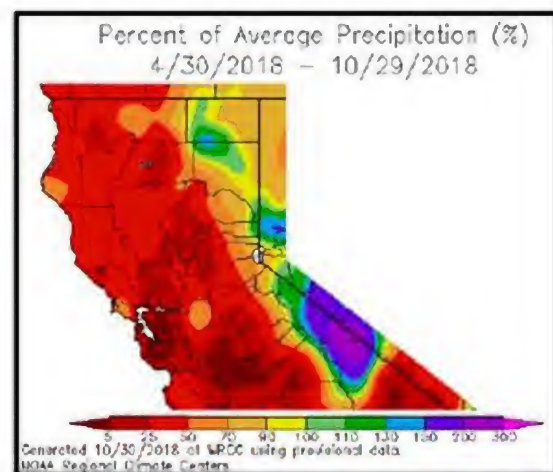 Percent of Average Precipitation (%)
4/30/2018 – 10/29/2018
5 25 50 70 90 100 110 130 150 200 300
Generated 10/30/2018 at WRCC using provisional data.
NOAA Regional Climate Centers